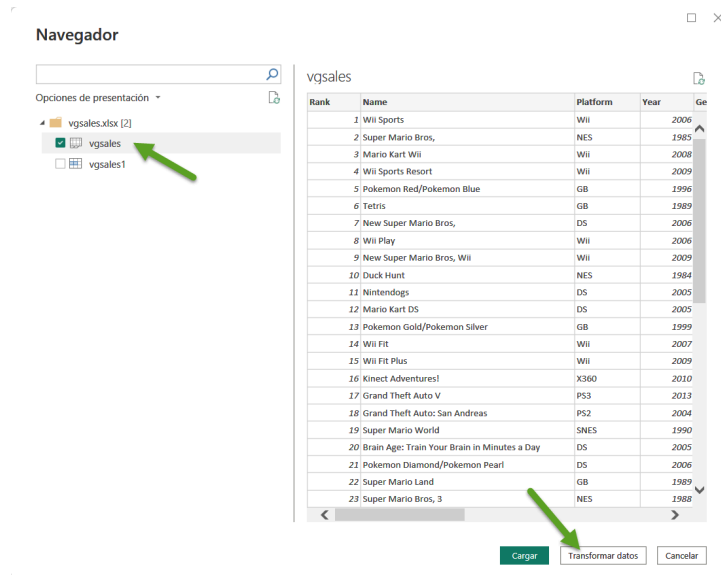 Navegador
Opciones de presentación
vgsales.xlsx [2]
vgsales
vgsales1
vgsales
Rank Name Platform Year Ge
1 Wii Sports Wii 2006
2 Super Mario Bros, NES 1985
3 Mario Kart Wii Wii 2008
4 Wii Sports Resort Wii 2009
5 Pokemon Red/Pokemon Blue GB 1996
6 Tetris GB 1989
7 New Super Mario Bros, DS 2006
8 Wii Play Wii 2006
9 New Super Mario Bros, Wii Wii 2009
10 Duck Hunt NES 1984
11 Nintendogs DS 2005
12 Mario Kart DS DS 2005
13 Pokemon Gold/Pokemon Silver GB 1999
14 Wii Fit Wii 2007
15 Wii Fit Plus Wii 2009
16 Kinect Adventures! X360 2010
17 Grand Theft Auto V PS3 2013
18 Grand Theft Auto: San Andreas PS2 2004
19 Super Mario World SNES 1990
20 Brain Age: Train Your Brain in Minutes a Day DS 2005
21 Pokemon Diamond/Pokemon Pearl DS 2006
22 Super Mario Land GB 1989
23 Super Mario Bros, 3 NES 1988
Cargar Transformar datos Cancelar